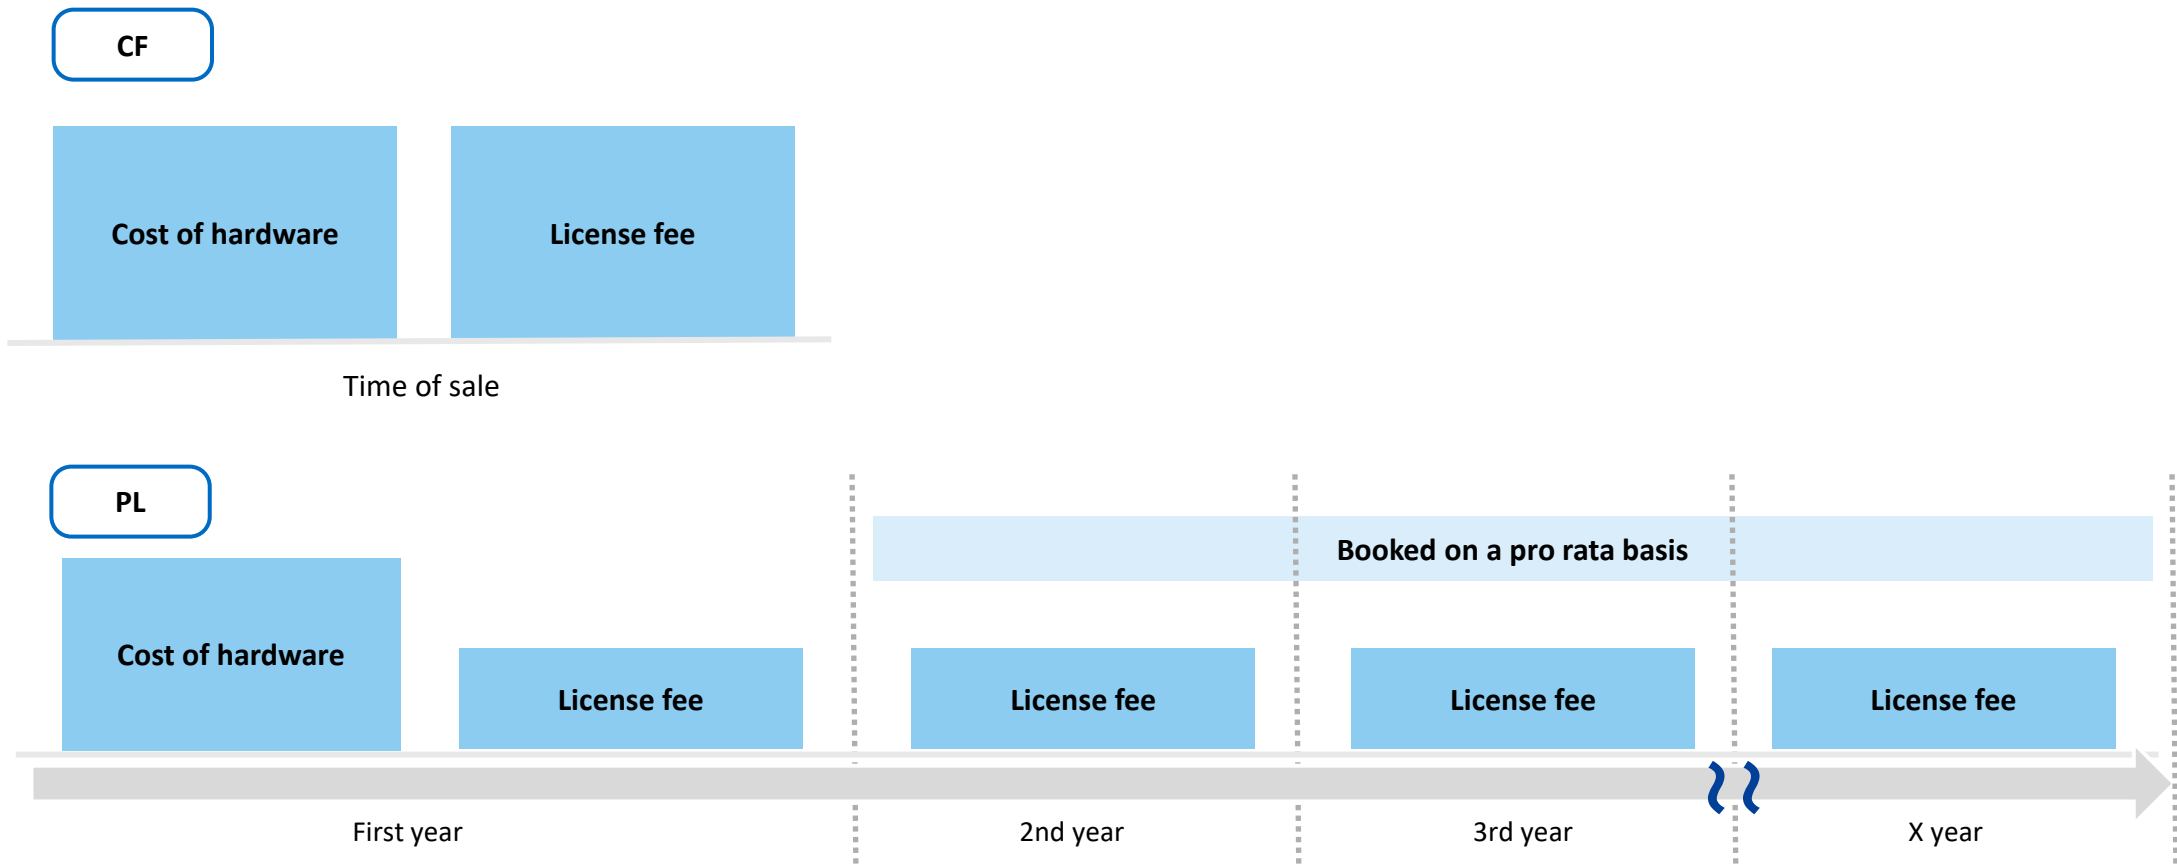 CF
Cost of hardware
License fee
Time of sale
PL
Booked on a pro rata basis
Cost of hardware
License fee
License fee
License fee
License fee
First year
2nd year
3rd year
X year